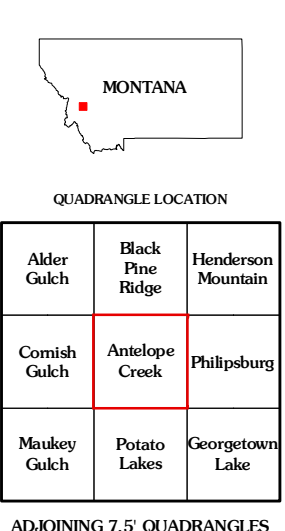 MONTANA
QUADRANGLE LOCATION
Alder
Gulch
Black
Pine
Ridge
Henderson
Mountain
Cornish
Gulch
Antelope
Creek
Philipsburg
Maukey
Gulch
Potato
Lakes
Georgetown
Lake
ADJOINING 7.5' QUADRANGLES